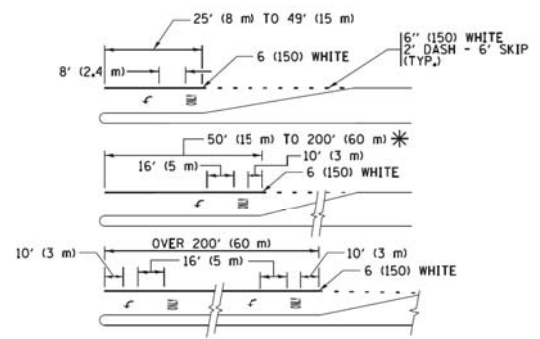 25' (8 m) TO 49' (15 m)
6" (150) WHITE
2' DASH - 6' SKIP
(TYP.)
6 (150) WHITE
8' (2.4 m)
50' (15 m) TO 200' (60 m) *
16' (5 m)
10' (3 m)
6 (150) WHITE
OVER 200' (60 m)
10' (3 m)
16' (5 m)
10' (3 m)
6 (150) WHITE